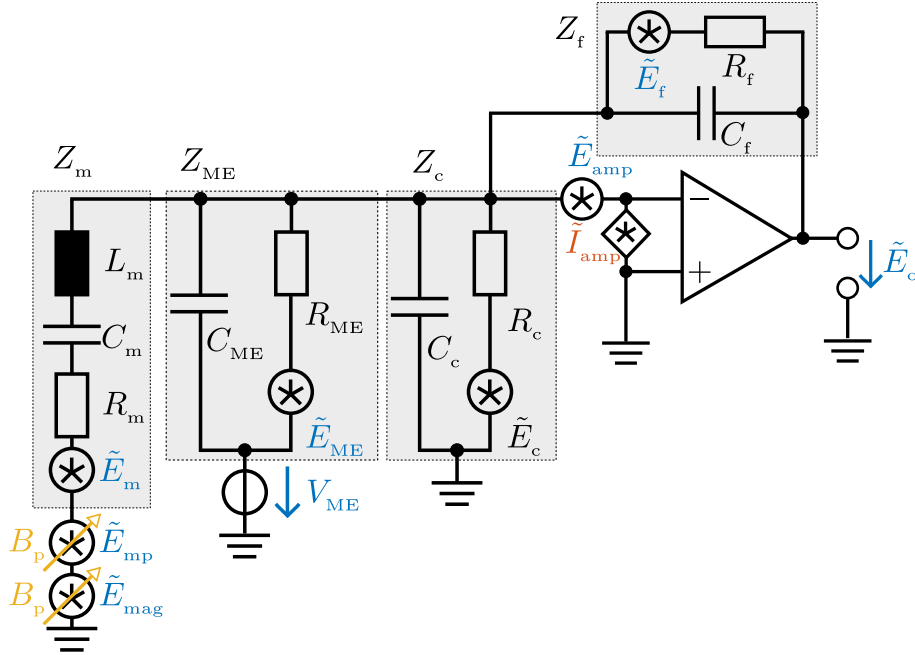 Z_f
Ẽ_f
R_f
C_f
Z_m
Z_ME
Z_c
Ẽ_amp
Ĩ_amp
−
+
Ẽ_o
L_m
C_m
R_m
Ẽ_m
C_ME
R_ME
Ẽ_ME
V_ME
C_c
R_c
Ẽ_c
B_p
Ẽ_mp
B_p
Ẽ_mag